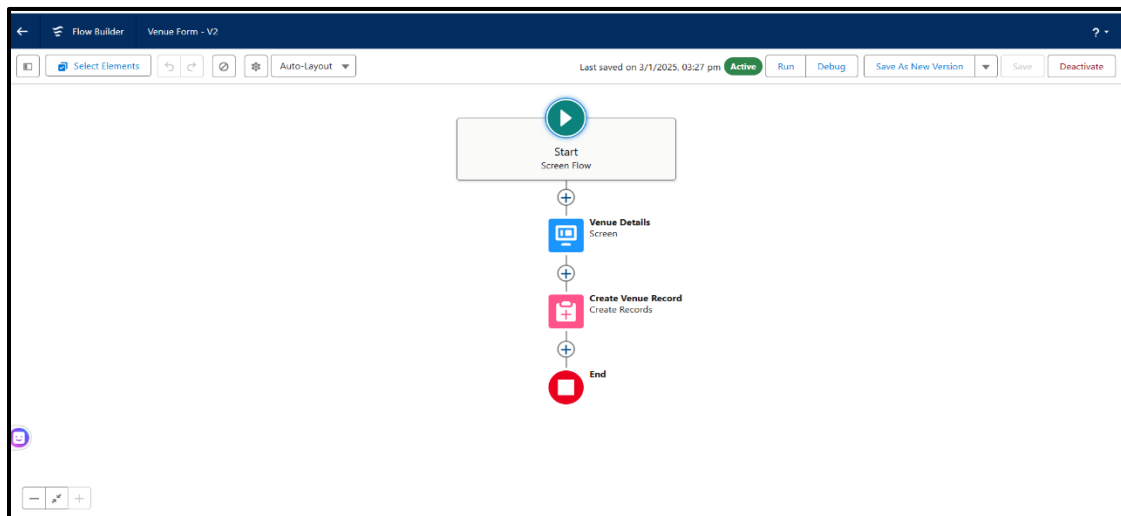 Flow Builder Venue Form - V2 ?
Select Elements Auto-Layout Last saved on 3/1/2025, 03:27 pm Active Run Debug Save As New Version Save Deactivate
Start
Screen Flow
Venue Details
Screen
Create Venue Record
Create Records
End